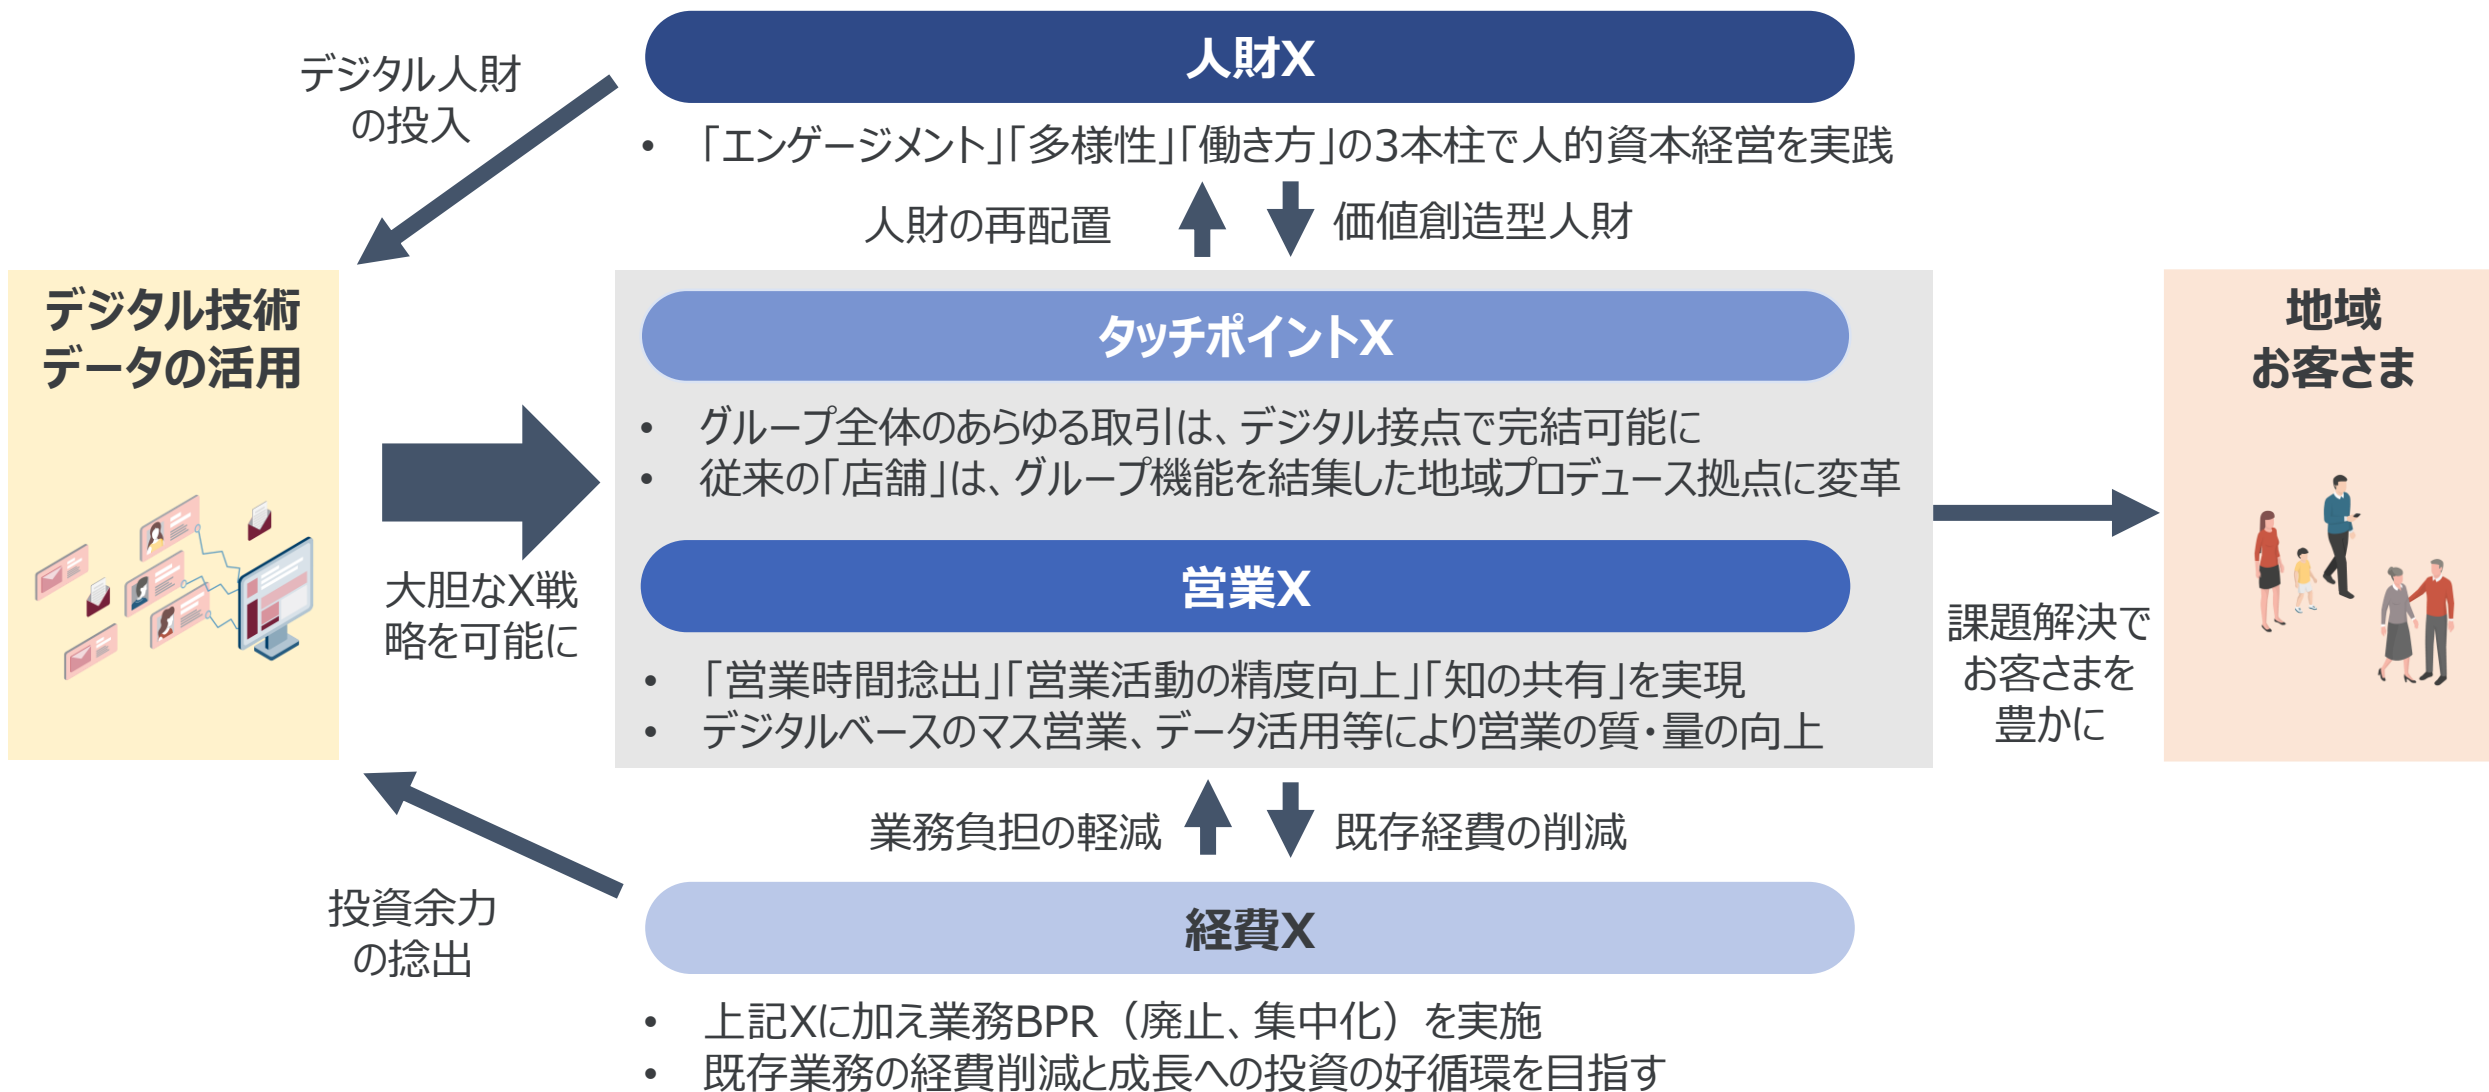 人財X
デジタル人財
の投入
• 「エンゲージメント」「多様性」「働き方」の3本柱で人的資本経営を実践
人財の再配置
価値創造型人財
デジタル技術
データの活用
タッチポイントX
• グループ全体のあらゆる取引は、デジタル接点で完結可能に
• 従来の「店舗」は、グループ機能を結集した地域プロデュース拠点に変革
大胆なX戦
略を可能に
営業X
• 「営業時間捻出」「営業活動の精度向上」「知の共有」を実現
• デジタルベースのマス営業、データ活用等により営業の質・量の向上
地域
お客さま
課題解決で
お客さまを
豊かに
業務負担の軽減
既存経費の削減
投資余力
の捻出
経費X
• 上記Xに加え業務BPR（廃止、集中化）を実施
• 既存業務の経費削減と成長への投資の好循環を目指す